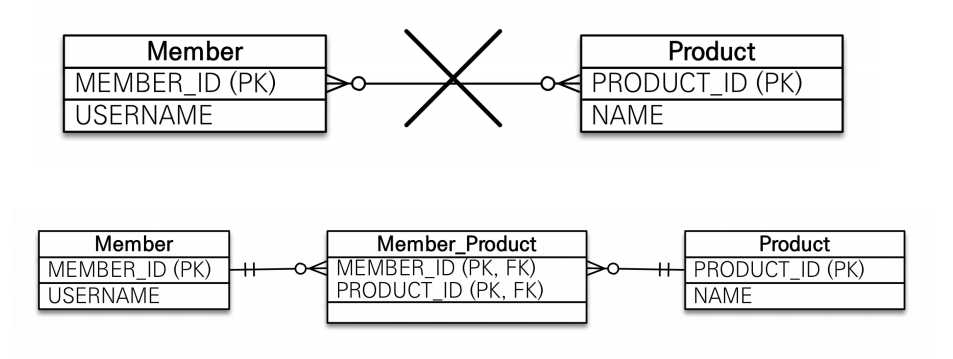 Member
MEMBER_ID (PK)
USERNAME
Product
PRODUCT_ID (PK)
NAME
Member
MEMBER_ID (PK)
USERNAME
Member_Product
MEMBER_ID (PK, FK)
PRODUCT_ID (PK, FK)
Product
PRODUCT_ID (PK)
NAME